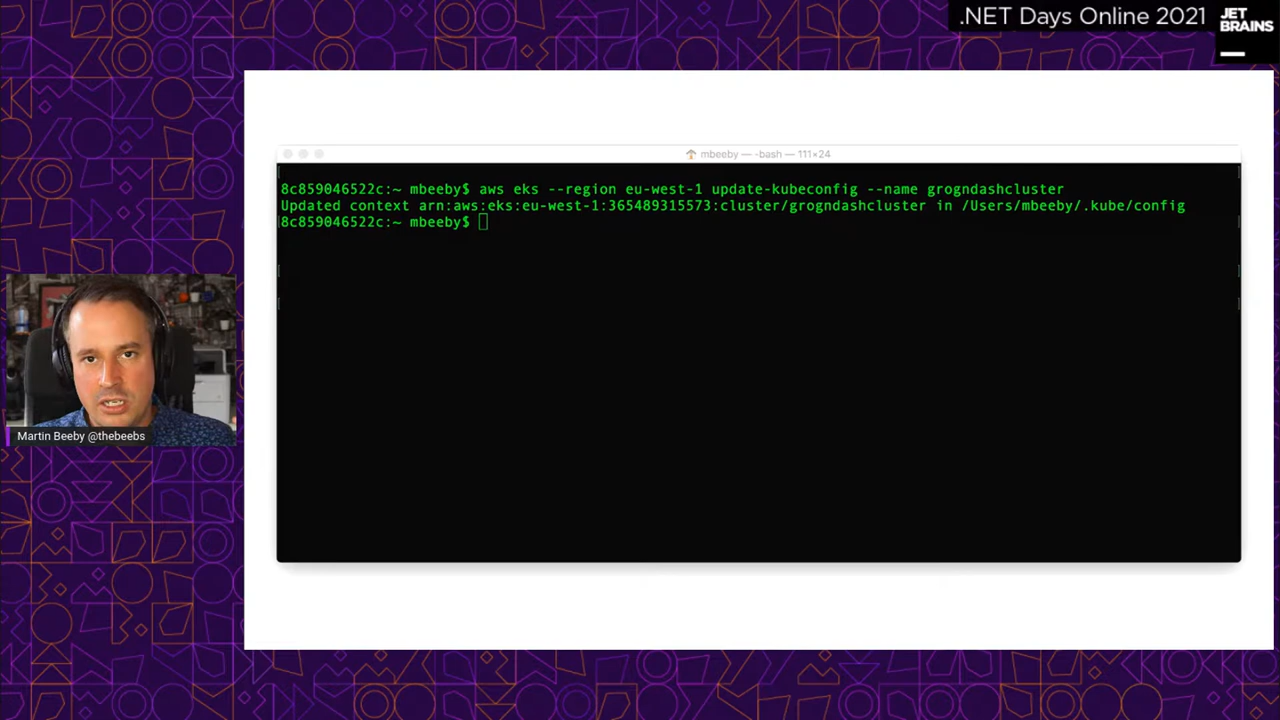 .NET Days Online 2021
JET
BRAINS
mbeeby — -bash — 111×24
8c859046522c:~ mbeeby$ aws eks --region eu-west-1 update-kubeconfig --name grogndashcluster
Updated context arn:aws:eks:eu-west-1:365489315573:cluster/grogndashcluster in /Users/mbeeby/.kube/config
8c859046522c:~ mbeeby$
Martin Beeby @thebeebs